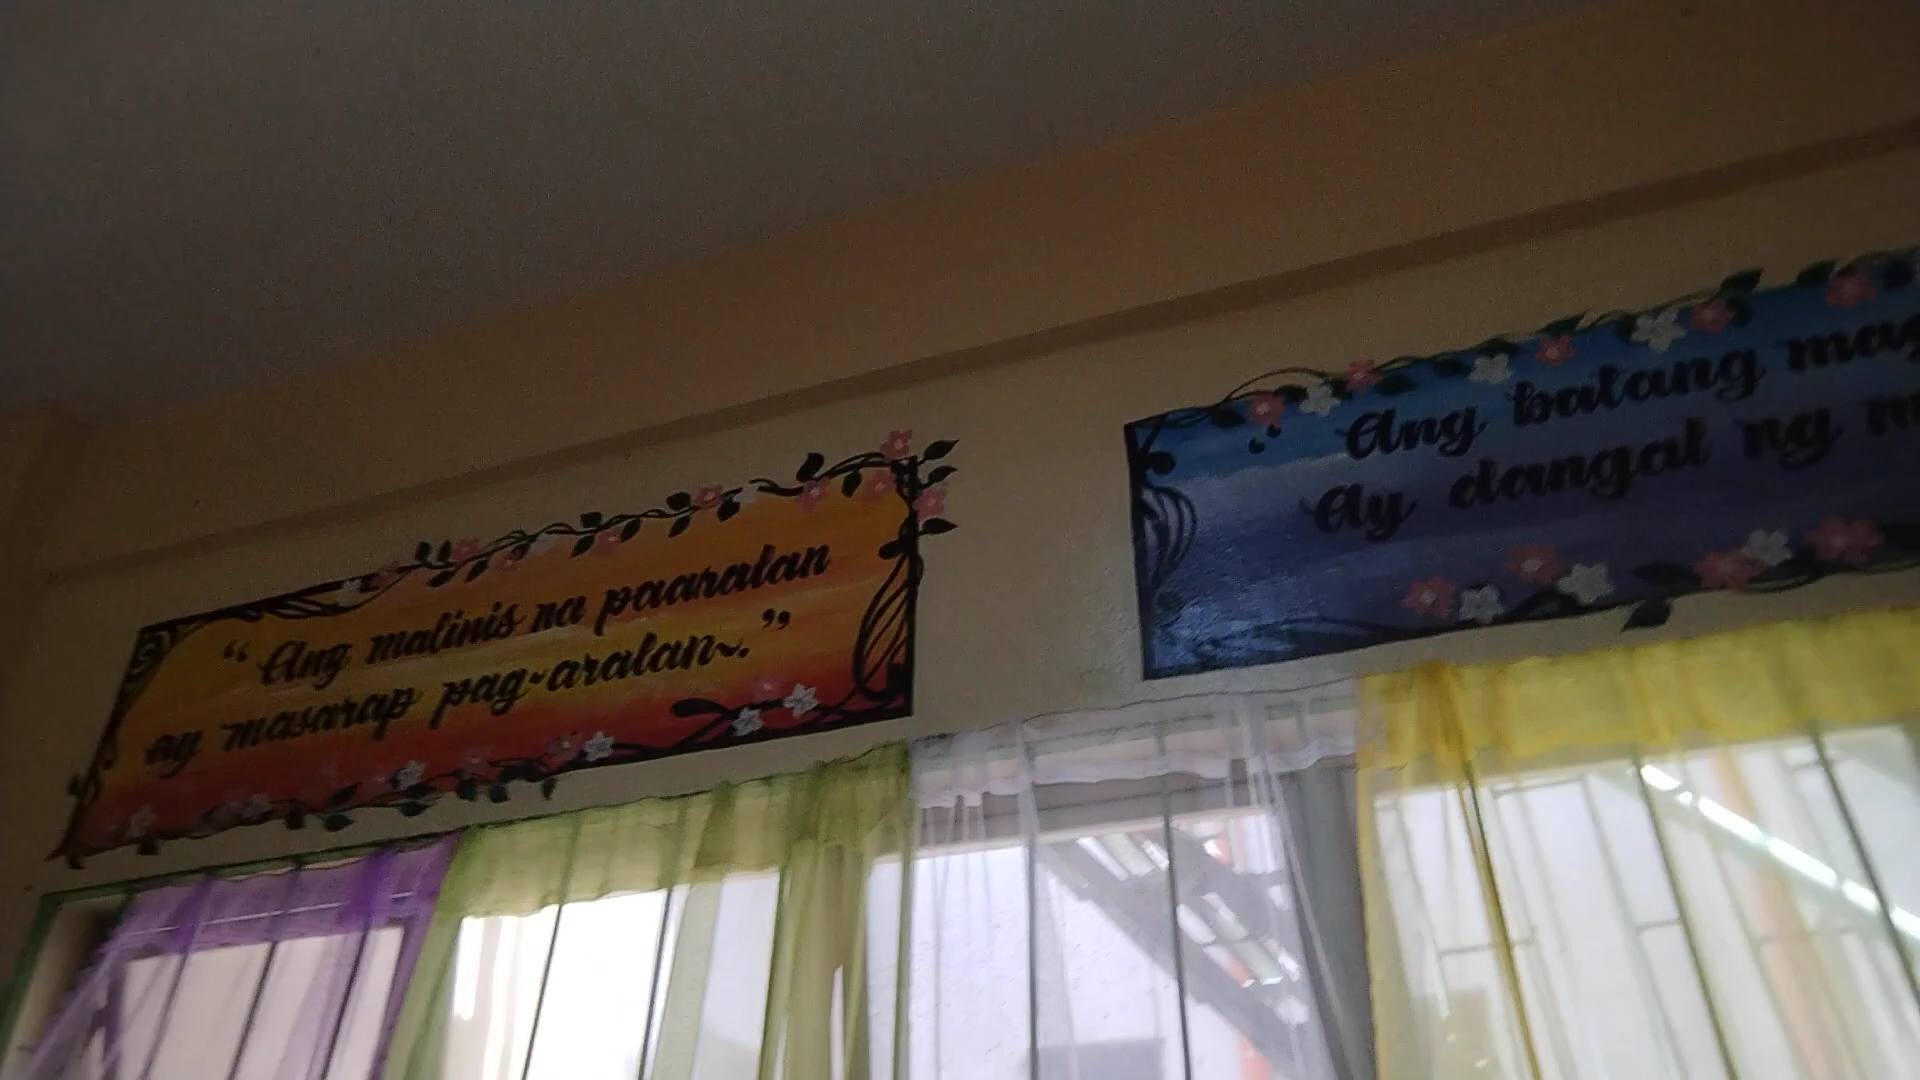 “Ang malinis na paaralan
ay masarap pag-aralan.”
“ Ang batang
Ay dangal ng